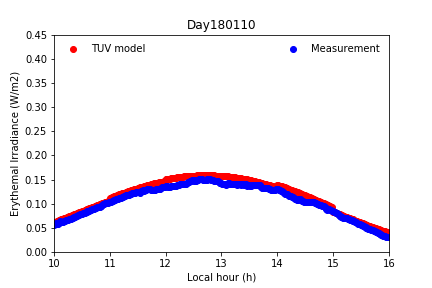 Day180110
TUV model
Measurement
Erythemal Irradiance (W/m2)
0.45
0.40
0.35
0.30
0.25
0.20
0.15
0.10
0.05
0.00
10 11 12 13 14 15 16
Local hour (h)